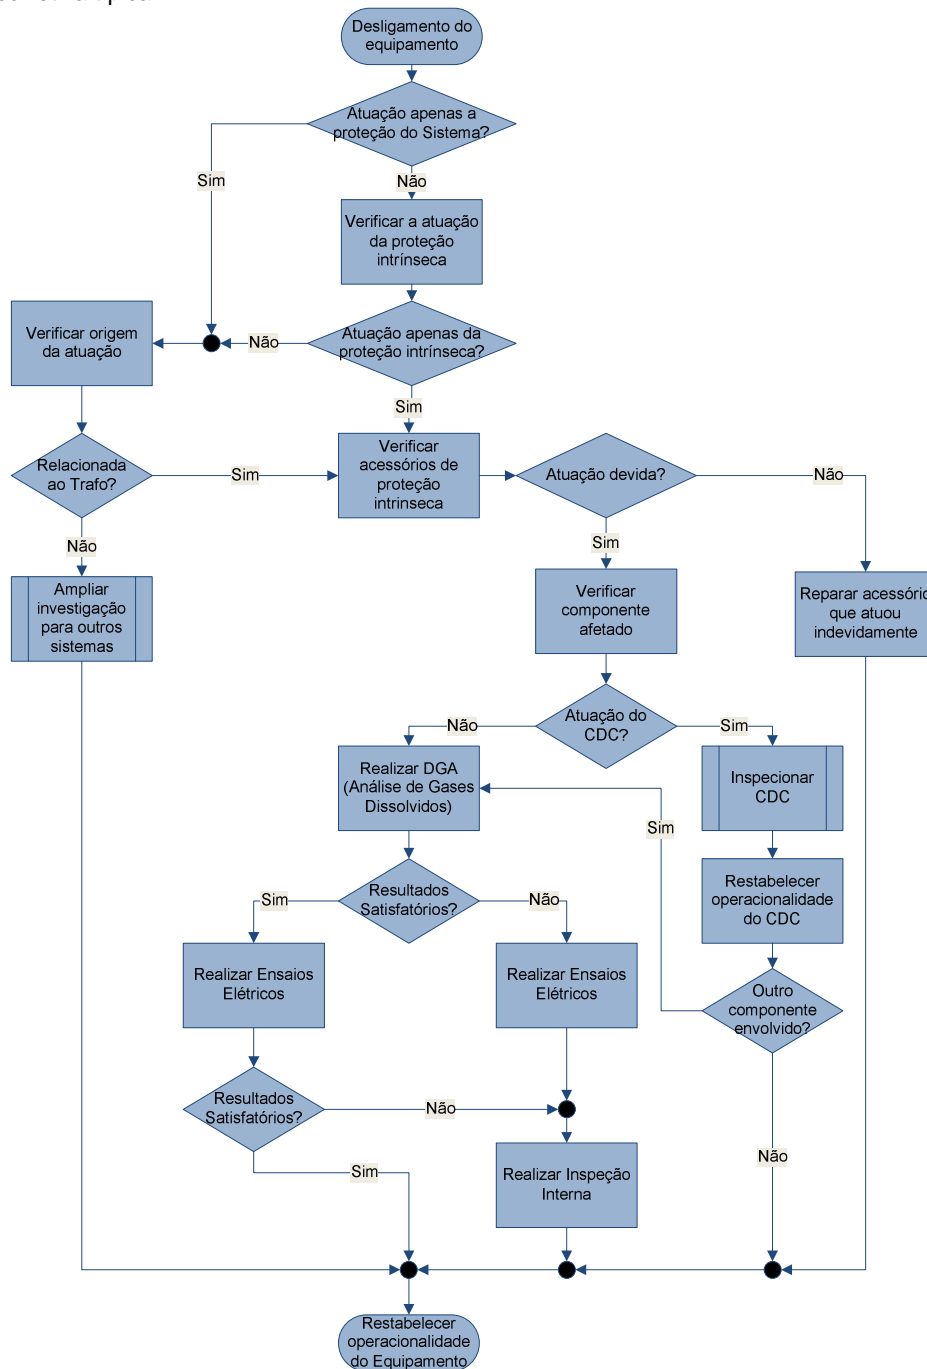 Desligamento do
equipamento
Atuação apenas a
proteção do Sistema?
Sim
Não
Verificar a atuação
da proteção
intrínseca
Verificar origem
da atuação
Não
Atuação apenas da
proteção intrínseca?
Sim
Relacionada
ao Trafo?
Sim
Verificar
acessórios de
proteção
intrinseca
Atuação devida?
Não
Não
Sim
Ampliar
investigação
para outros
sistemas
Verificar
componente
afetado
Reparar acessório
que atuou
indevidamente
Não
Atuação do
CDC?
Sim
Realizar DGA
(Análise de Gases
Dissolvidos)
Inspecionar
CDC
Sim
Restabelecer
operacionalidade
do CDC
Sim
Resultados
Satisfatórios?
Não
Realizar Ensaios
Elétricos
Realizar Ensaios
Elétricos
Outro
componente
envolvido?
Resultados
Satisfatórios?
Não
Sim
Realizar Inspeção
Interna
Não
Restabelecer
operacionalidade
do Equipamento